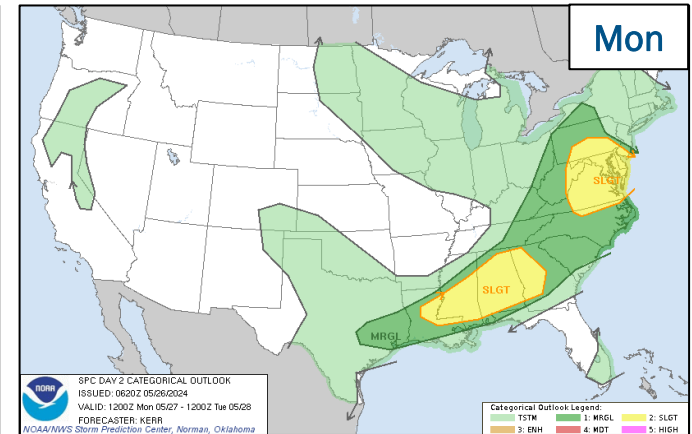 Mon
SLGT
SLGT
MRGL
NOAA
SPC DAY 2 CATEGORICAL OUTLOOK
ISSUED: 0620Z 05/26/2024
VALID: 1200Z Mon 05/27 - 1200Z Tue 05/28
FORECASTER: KERR
NOAA/NWS Storm Prediction Center, Norman, Oklahoma
Categorical Outlook Legend:
TSTM 1: MRGL 2: SLGT
3: ENH 4: MDT 5: HIGH